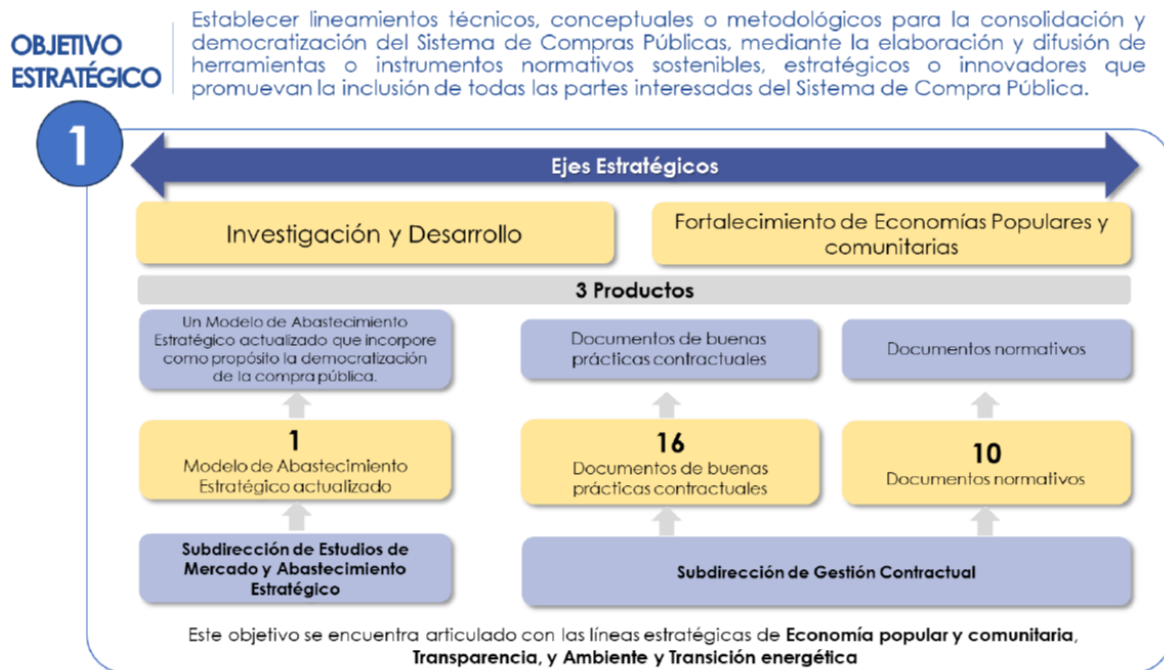 OBJETIVO
ESTRATÉGICO
Establecer lineamientos técnicos, conceptuales o metodológicos para la consolidación y
democratización del Sistema de Compras Públicas, mediante la elaboración y difusión de
herramientas o instrumentos normativos sostenibles, estratégicos o innovadores que
promuevan la inclusión de todas las partes interesadas del Sistema de Compra Pública.
1
Ejes Estratégicos
Investigación y Desarrollo
Fortalecimiento de Economías Populares y
comunitarias
3 Productos
Un Modelo de Abastecimiento
Estratégico actualizado que incorpore
como propósito la democratización
de la compra pública.
Documentos de buenas
prácticas contractuales
Documentos normativos
1
Modelo de Abastecimiento
Estratégico actualizado
16
Documentos de buenas
prácticas contractuales
10
Documentos normativos
Subdirección de Estudios de
Mercado y Abastecimiento
Estratégico
Subdirección de Gestión Contractual
Este objetivo se encuentra articulado con las líneas estratégicas de Economía popular y comunitaria,
Transparencia, y Ambiente y Transición energética